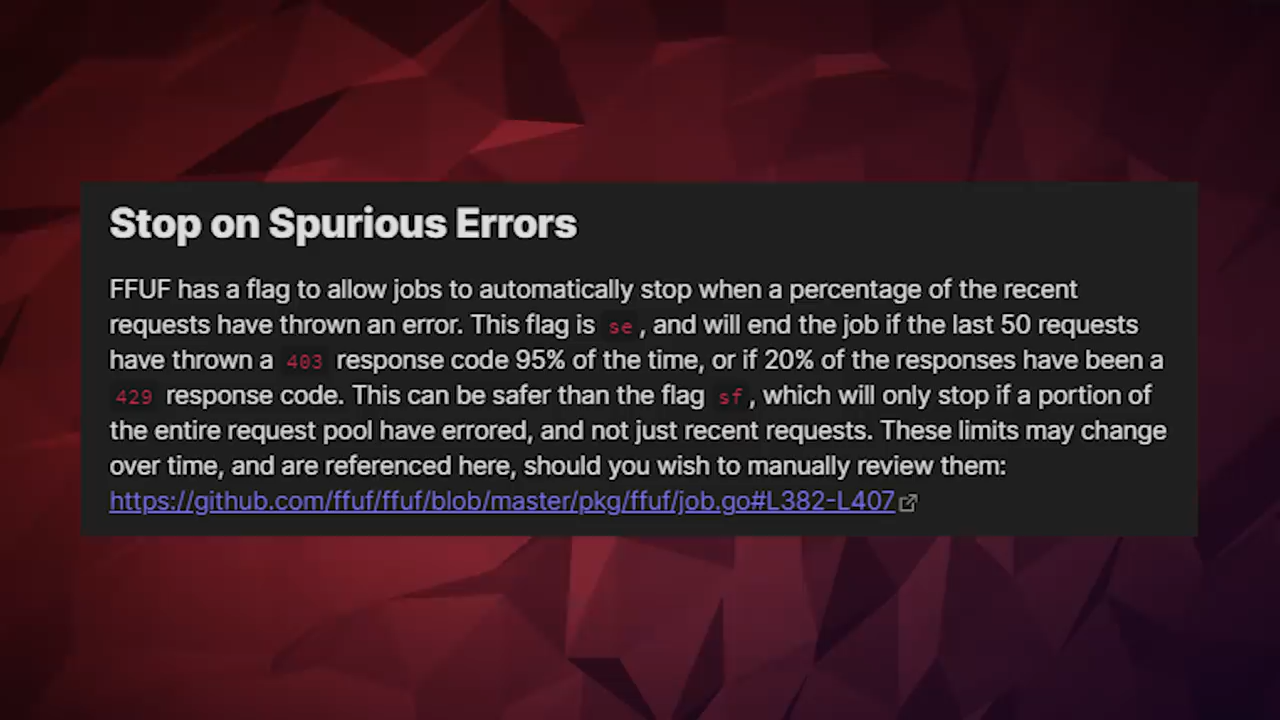 Stop on Spurious Errors
FFUF has a flag to allow jobs to automatically stop when a percentage of the recent
requests have thrown an error. This flag is se, and will end the job if the last 50 requests
have thrown a 403 response code 95% of the time, or if 20% of the responses have been a
429 response code. This can be safer than the flag sf, which will only stop if a portion of
the entire request pool have errored, and not just recent requests. These limits may change
over time, and are referenced here, should you wish to manually review them:
https://github.com/ffuf/ffuf/blob/master/pkg/ffuf/job.go#L382-L407